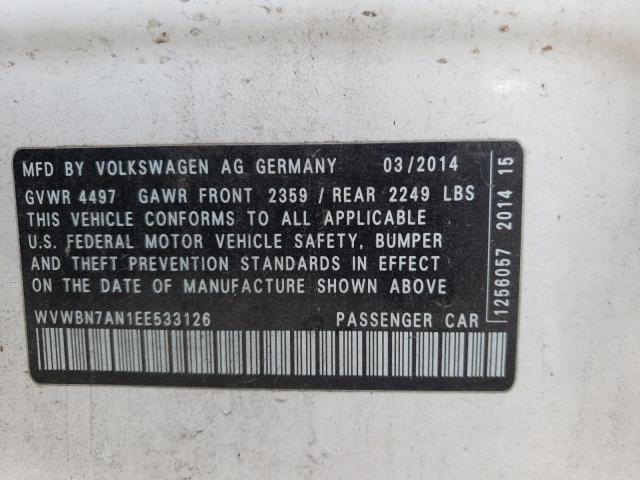 MFD BY VOLKSWAGEN AG GERMANY 03/2014
GVWR 4497 GAWR FRONT 2359 / REAR 2249 LBS
THIS VEHICLE CONFORMS TO ALL APPLICABLE
U.S. FEDERAL MOTOR VEHICLE SAFETY, BUMPER
AND THEFT PREVENTION STANDARDS IN EFFECT
ON THE DATE OF MANUFACTURE SHOWN ABOVE
WVWBN7AN1EE533126 PASSENGER CAR
1256057 2014 15